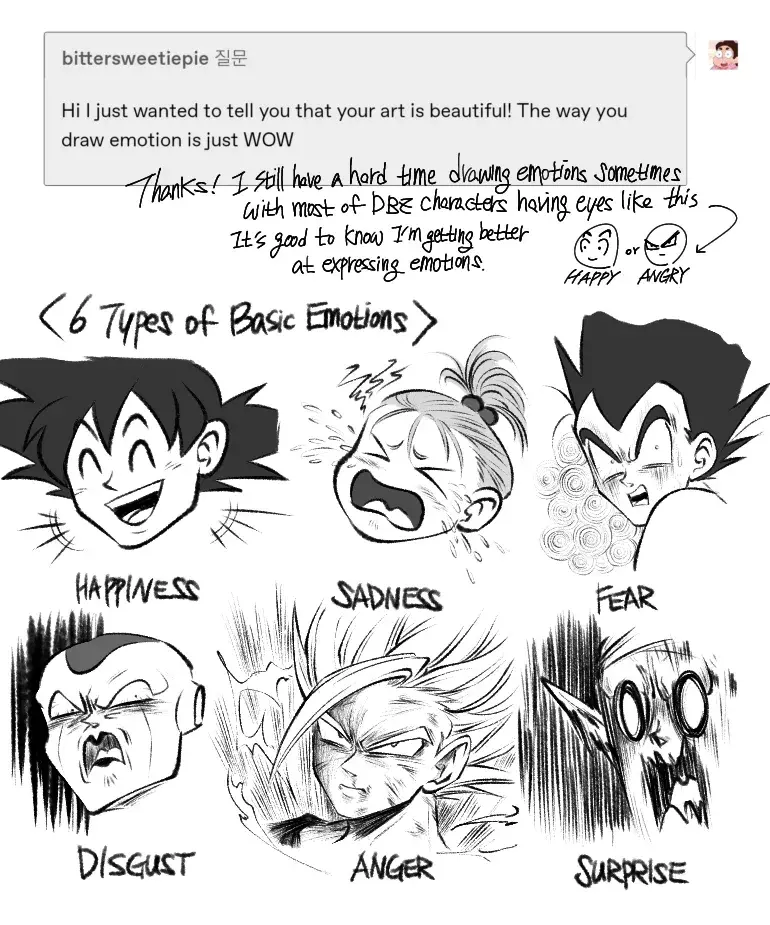 bittersweetiepie 질문
Hi I just wanted to tell you that your art is beautiful! The way you
draw emotion is just WOW
Thanks! I still have a hard time drawing emotions sometimes
with most of DBZ characters having eyes like this
It's good to know I'm getting better
at expressing emotions.
or
HAPPY ANGRY
<6 Types of Basic Emotions>
HAPPINESS
SADNESS
FEAR
DISGUST
ANGER
SURPRISE